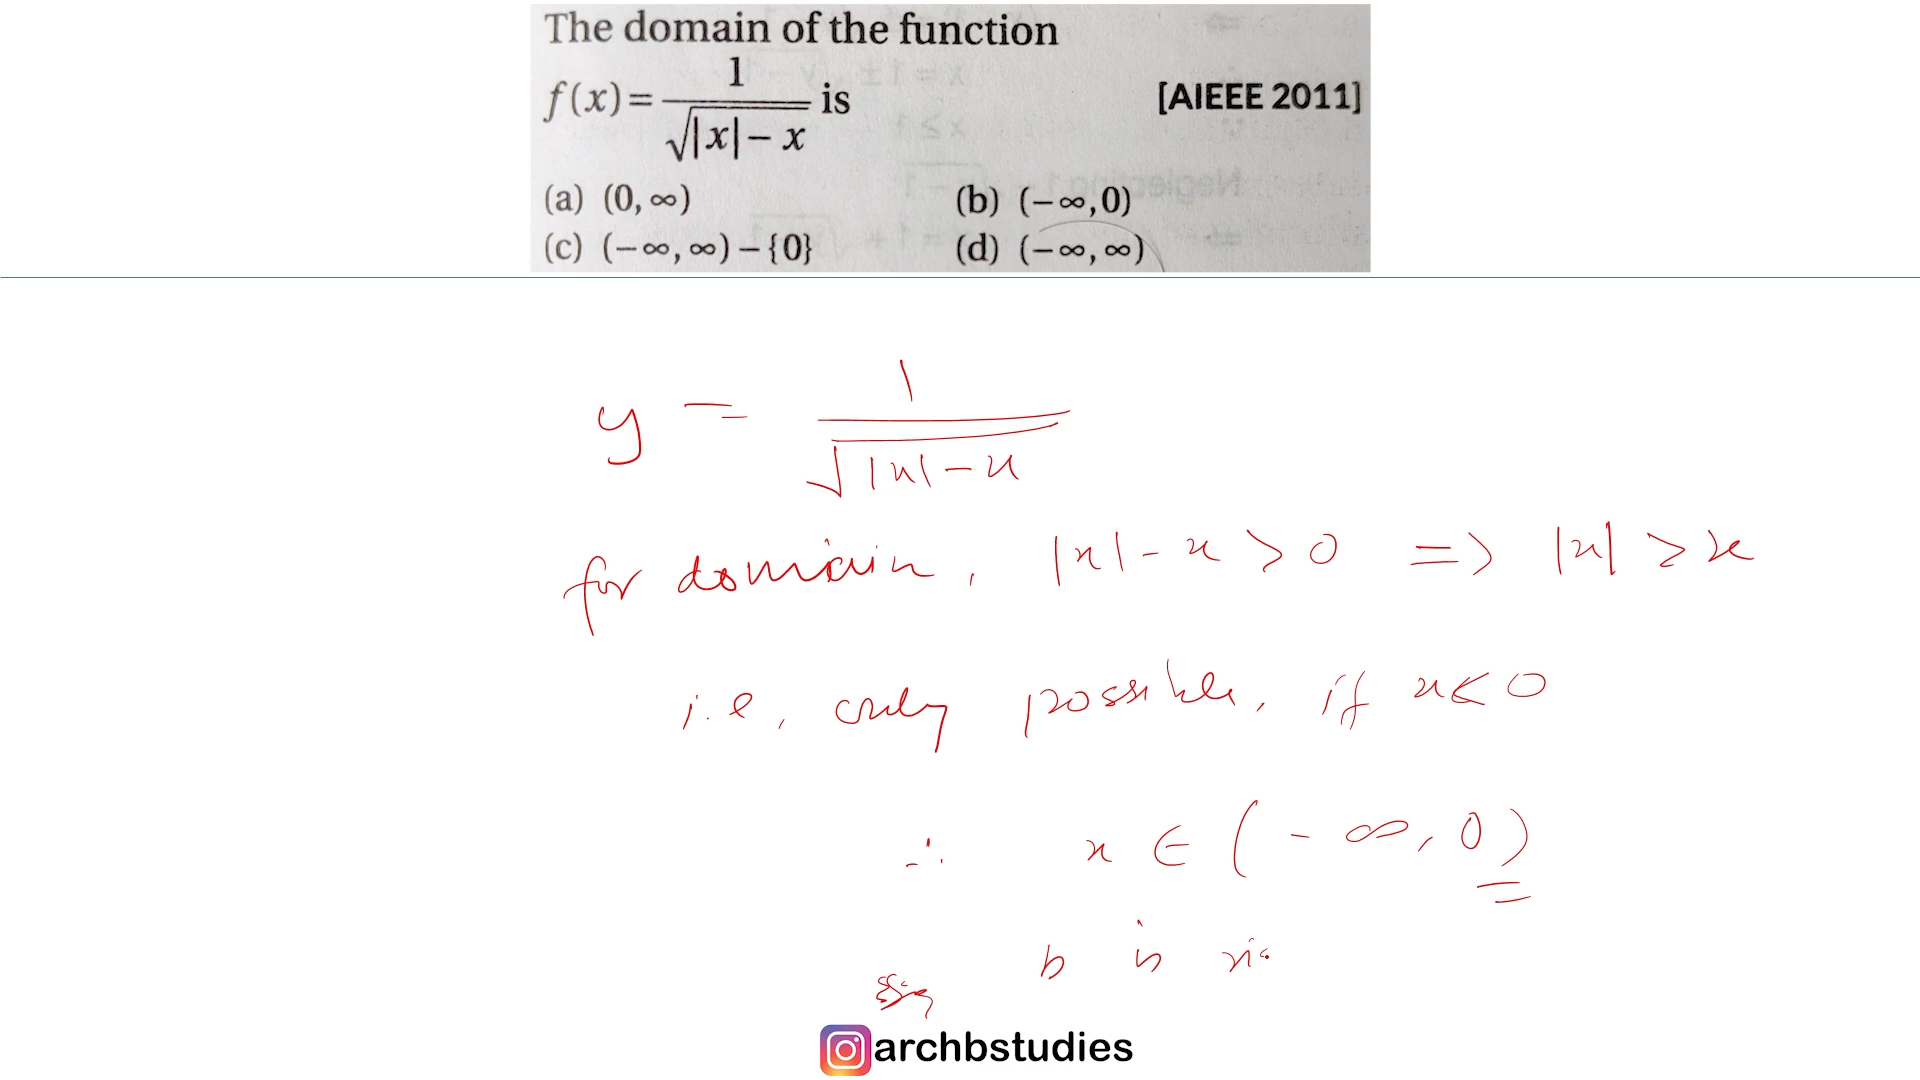 The domain of the function
f(x) = 1/√(|x| − x) is [AIEEE 2011]
(a) (0, ∞) (b) (−∞, 0)
(c) (−∞, ∞) − {0} (d) (−∞, ∞)
y = 1/√(|x| − x)
for domain, |x| - x > 0 => |x| > x
i.e, only possible, if x < 0
∴ x ∈ (-∞, 0)
b is
archbstudies